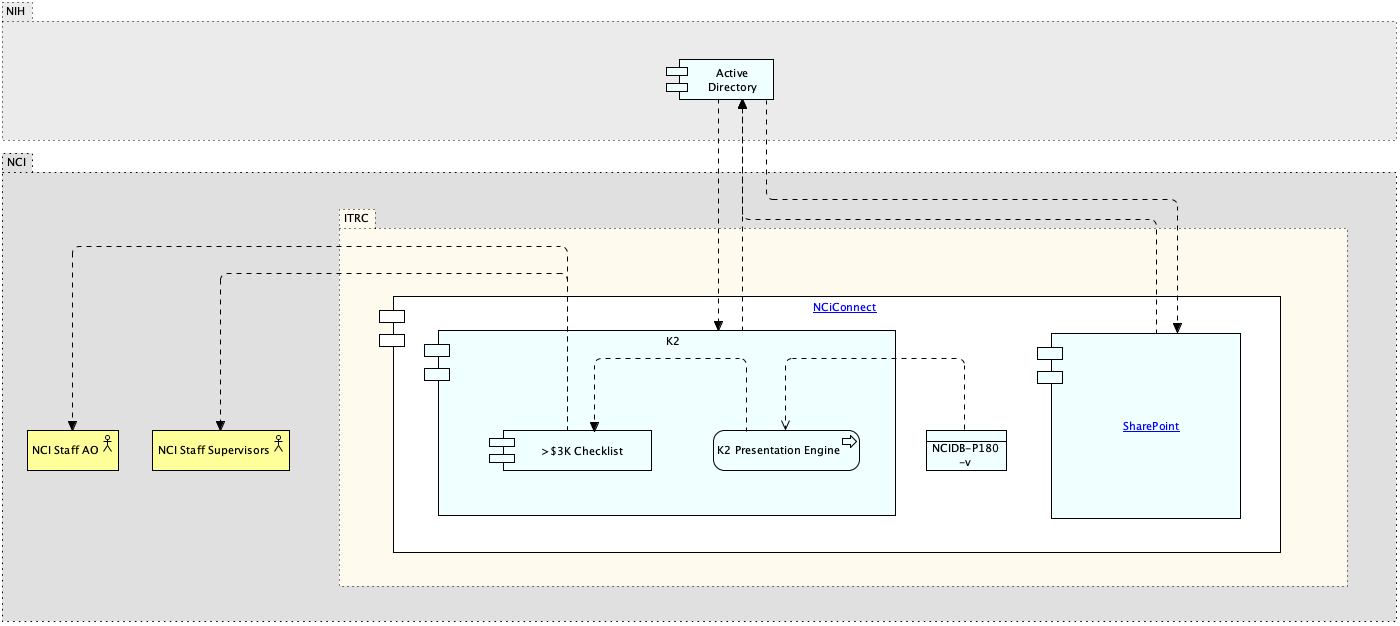 NIH
Active
Directory
NCI
ITRC
NCiConnect
K2
NCI Staff AO
NCI Staff Supervisors
>$3K Checklist
K2 Presentation Engine
NCIDB-P180
-v
SharePoint